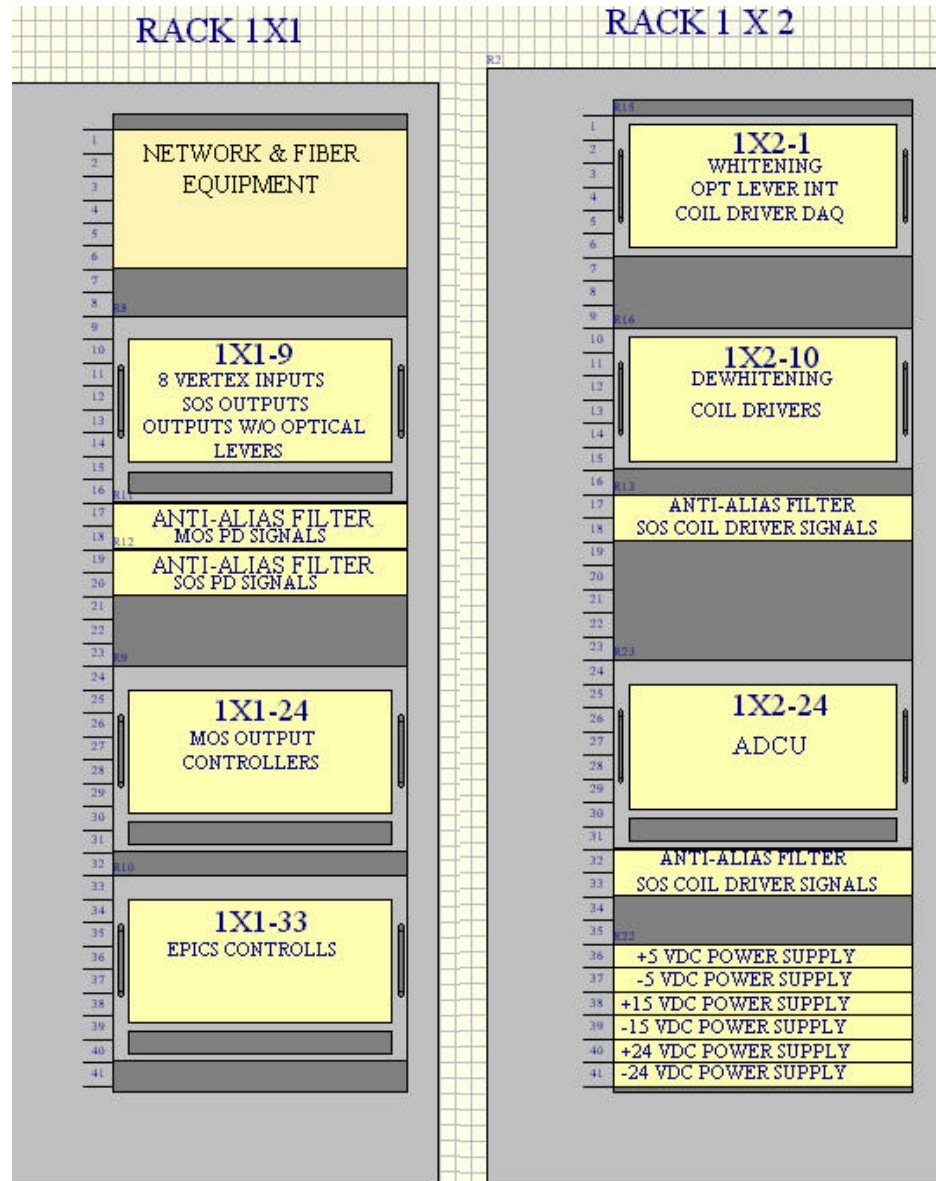 RACK 1X1
1
2
3
4
5
6
7
8
9
10
11
12
13
14
15
16
17
18
19
20
21
22
23
24
25
26
27
28
29
30
31
32
33
34
35
36
37
38
39
40
41
NETWORK & FIBER
EQUIPMENT
R8
1X1-9
8 VERTEX INPUTS
SOS OUTPUTS
OUTPUTS W/O OPTICAL
LEVERS
R11
ANTI-ALIAS FILTER
MOS PD SIGNALS
R12
ANTI-ALIAS FILTER
SOS PD SIGNALS
R9
1X1-24
MOS OUTPUT
CONTROLLERS
R10
1X1-33
EPICS CONTROLLS
RACK 1 X 2
R2
1
2
3
4
5
6
7
8
9
10
11
12
13
14
15
16
17
18
19
20
21
22
23
24
25
26
27
28
29
30
31
32
33
34
35
36
37
38
39
40
41
R15
1X2-1
WHITENING
OPT LEVER INT
COIL DRIVER DAQ
R16
1X2-10
DEWHITENING
COIL DRIVERS
R13
ANTI-ALIAS FILTER
SOS COIL DRIVER SIGNALS
R23
1X2-24
ADCU
ANTI-ALIAS FILTER
SOS COIL DRIVER SIGNALS
R22
+5 VDC POWER SUPPLY
-5 VDC POWER SUPPLY
+15 VDC POWER SUPPLY
-15 VDC POWER SUPPLY
+24 VDC POWER SUPPLY
-24 VDC POWER SUPPLY